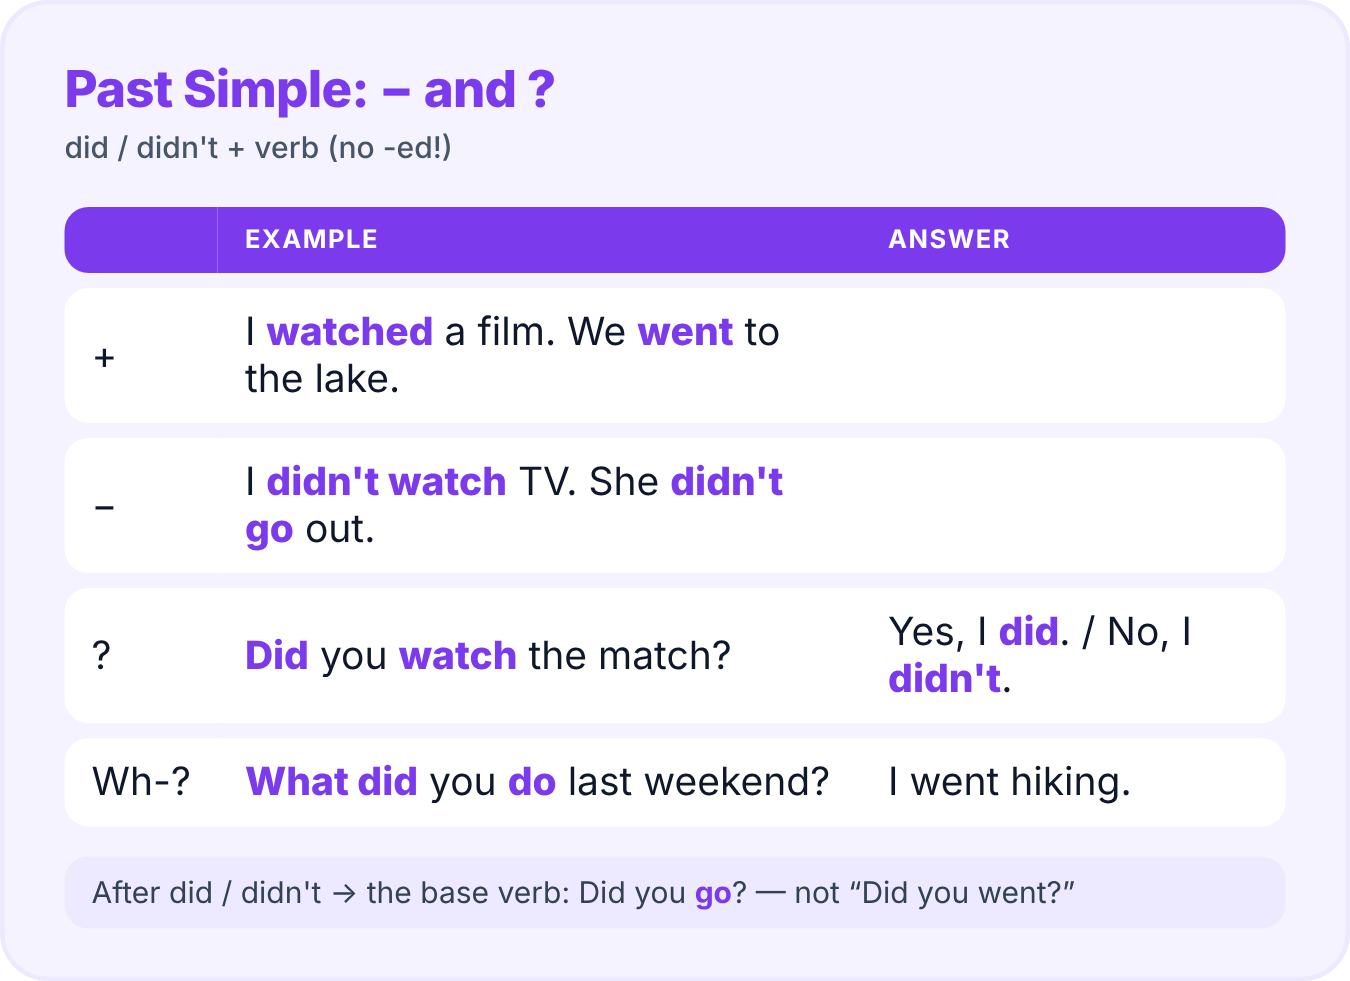 Past Simple: – and ?
did / didn't + verb (no -ed!)
EXAMPLE ANSWER
+ I watched a film. We went to
the lake.
– I didn't watch TV. She didn't
go out.
? Did you watch the match? Yes, I did. / No, I
didn't.
Wh-? What did you do last weekend? I went hiking.
After did / didn't → the base verb: Did you go? — not “Did you went?”